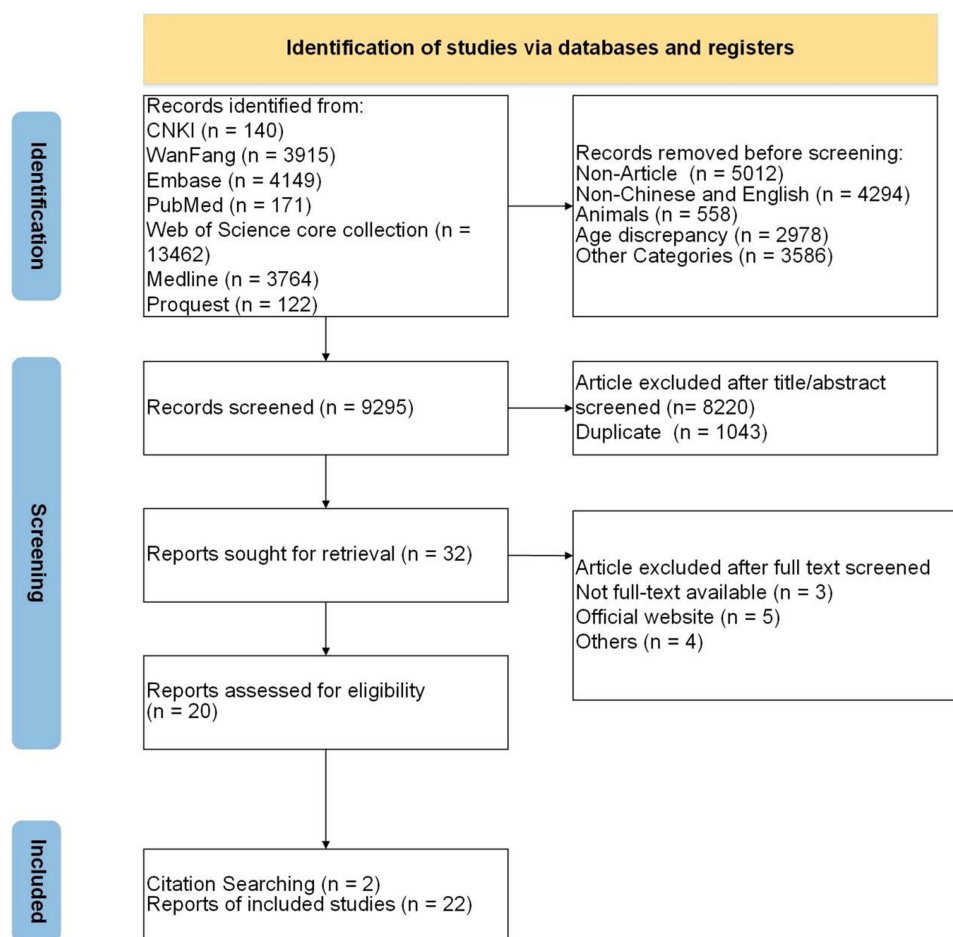 Identification of studies via databases and registers
Identification
Records identified from:
CNKI (n = 140)
WanFang (n = 3915)
Embase (n = 4149)
PubMed (n = 171)
Web of Science core collection (n =
13462)
Medline (n = 3764)
Proquest (n = 122)
Records removed before screening:
Non-Article (n = 5012)
Non-Chinese and English (n = 4294)
Animals (n = 558)
Age discrepancy (n = 2978)
Other Categories (n = 3586)
Screening
Records screened (n = 9295)
Article excluded after title/abstract
screened (n= 8220)
Duplicate (n = 1043)
Reports sought for retrieval (n = 32)
Article excluded after full text screened
Not full-text available (n = 3)
Official website (n = 5)
Others (n = 4)
Reports assessed for eligibility
(n = 20)
Included
Citation Searching (n = 2)
Reports of included studies (n = 22)